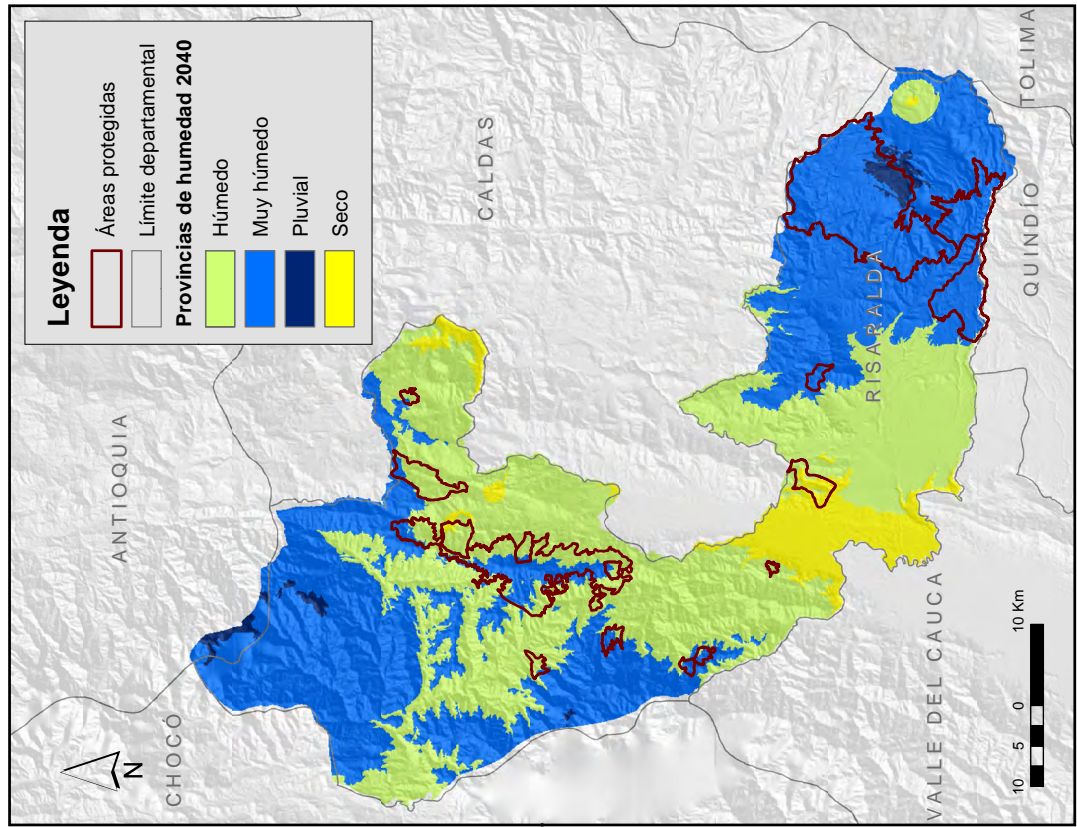 Leyenda
Áreas protegidas
Límite departamental
Provincias de humedad 2040
Húmedo
Muy húmedo
Pluvial
Seco
ANTIOQUIA
CHOCÓ
CALDAS
RISARALDA
TOLIMA
QUINDÍO
VALLE DEL CAUCA
N
10 5 0 10 Km